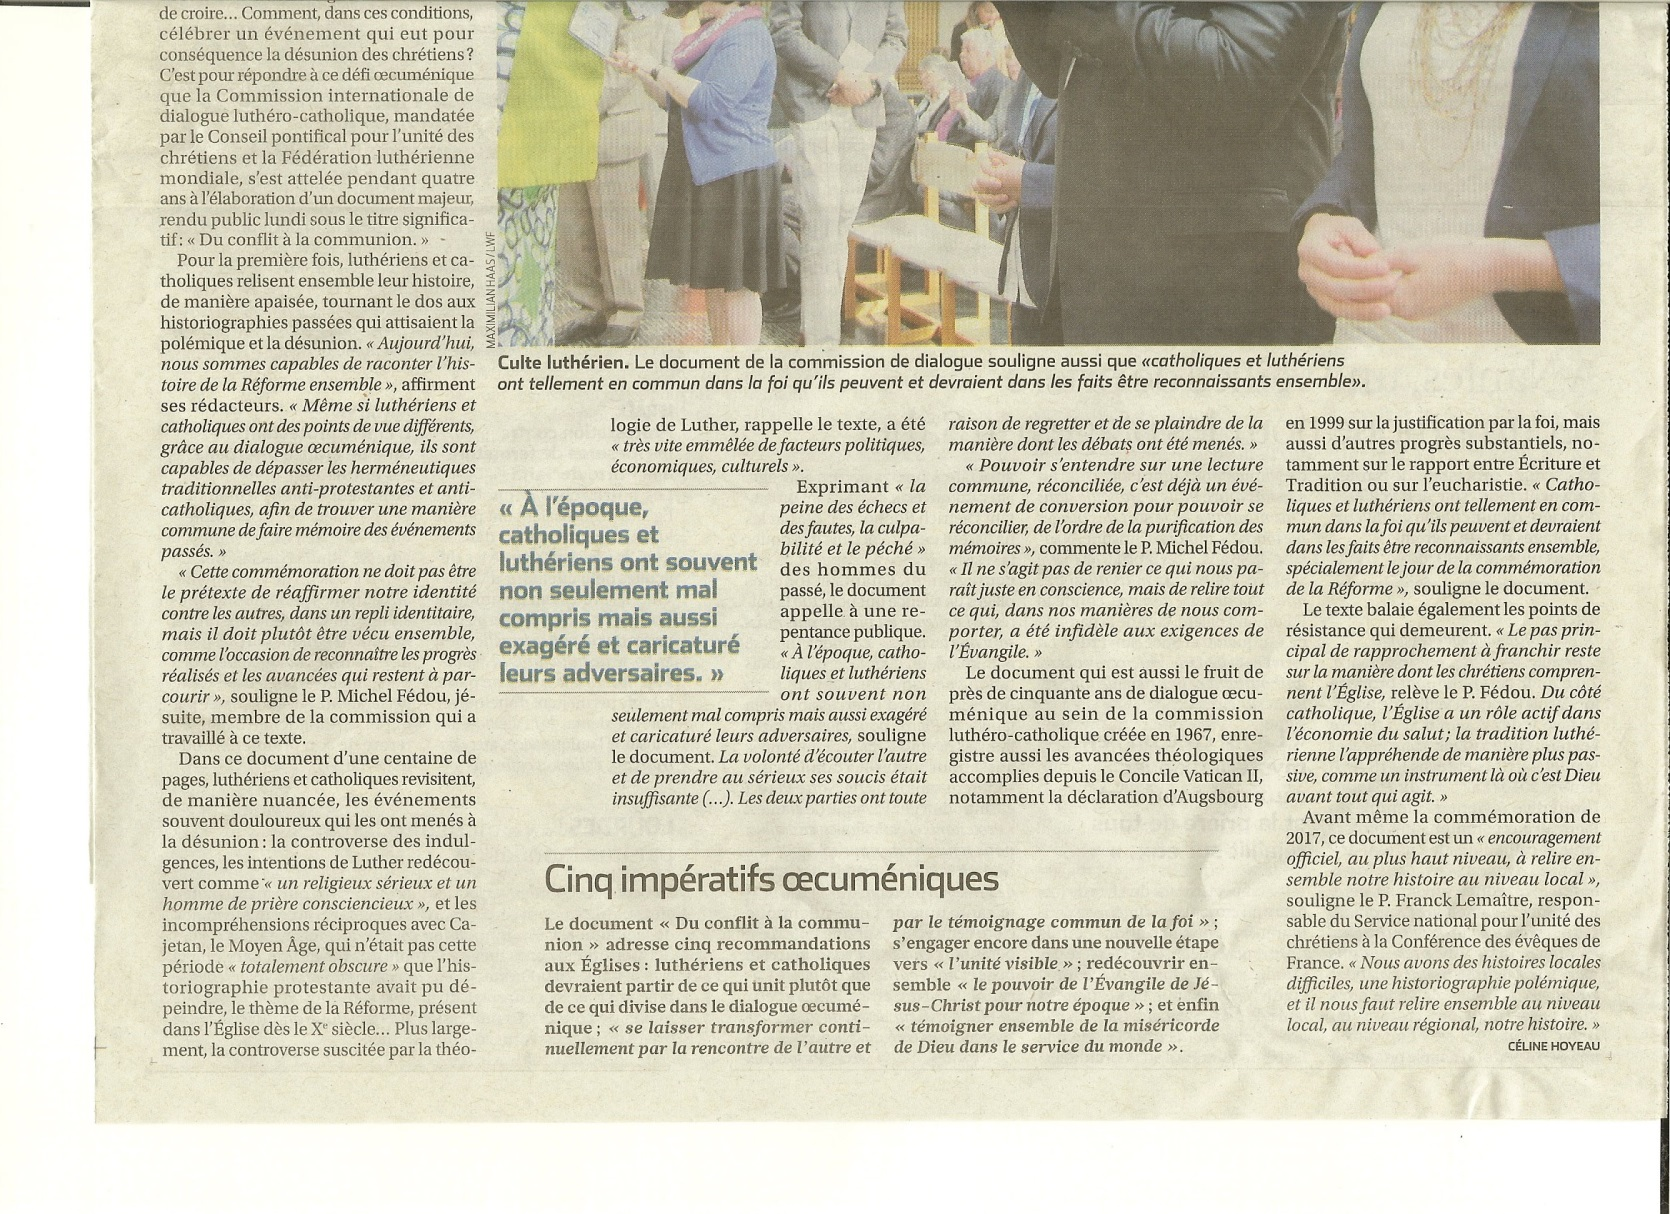 de croire… Comment, dans ces conditions,
célébrer un événement qui eut pour
conséquence la désunion des chrétiens ?
C'est pour répondre à ce défi œcuménique
que la Commission internationale de
dialogue luthéro-catholique, mandatée
par le Conseil pontifical pour l'unité des
chrétiens et la Fédération luthérienne
mondiale, s'est attelée pendant quatre
ans à l'élaboration d'un document majeur,
rendu public lundi sous le titre significa-
tif : « Du conflit à la communion. »
Pour la première fois, luthériens et ca-
tholiques relisent ensemble leur histoire,
de manière apaisée, tournant le dos aux
historiographies passées qui attisaient la
polémique et la désunion. « Aujourd'hui,
nous sommes capables de raconter l'his-
toire de la Réforme ensemble », affirment
ses rédacteurs. « Même si luthériens et
catholiques ont des points de vue différents,
grâce au dialogue œcuménique, ils sont
capables de dépasser les herméneutiques
traditionnelles anti-protestantes et anti-
catholiques, afin de trouver une manière
commune de faire mémoire des événements
passés. »
« Cette commémoration ne doit pas être
le prétexte de réaffirmer notre identité
contre les autres, dans un repli identitaire,
mais il doit plutôt être vécu ensemble,
comme l'occasion de reconnaître les progrès
réalisés et les avancées qui restent à par-
courir », souligne le P. Michel Fédou, jé-
suite, membre de la commission qui a
travaillé à ce texte.
Dans ce document d'une centaine de
pages, luthériens et catholiques revisitent,
de manière nuancée, les événements
souvent douloureux qui les ont menés à
la désunion : la controverse des indul-
gences, les intentions de Luther redécou-
vert comme « un religieux sérieux et un
homme de prière consciencieux », et les
incompréhensions réciproques avec Ca-
jetan, le Moyen Âge, qui n'était pas cette
période « totalement obscure » que l'his-
toriographie protestante avait pu dé-
peindre, le thème de la Réforme, présent
dans l'Église dès le Xe siècle… Plus large-
ment, la controverse suscitée par la théo-
MAXIMILIAN HAAS/LWF
Culte luthérien. Le document de la commission de dialogue souligne aussi que «catholiques et luthériens
ont tellement en commun dans la foi qu'ils peuvent et devraient dans les faits être reconnaissants ensemble».
logie de Luther, rappelle le texte, a été
« très vite emmêlée de facteurs politiques,
économiques, culturels ».
« À l'époque,
catholiques et
luthériens ont souvent
non seulement mal
compris mais aussi
exagéré et caricaturé
leurs adversaires. »
Exprimant « la
peine des échecs et
des fautes, la culpa-
bilité et le péché »
des hommes du
passé, le document
appelle à une re-
pentance publique.
« À l'époque, catho-
liques et luthériens
ont souvent non
seulement mal compris mais aussi exagéré
et caricaturé leurs adversaires, souligne
le document. La volonté d'écouter l'autre
et de prendre au sérieux ses soucis était
insuffisante (…). Les deux parties ont toute
raison de regretter et de se plaindre de la
manière dont les débats ont été menés. »
« Pouvoir s'entendre sur une lecture
commune, réconciliée, c'est déjà un évé-
nement de conversion pour pouvoir se
réconcilier, de l'ordre de la purification des
mémoires », commente le P. Michel Fédou.
« Il ne s'agit pas de renier ce qui nous pa-
raît juste en conscience, mais de relire tout
ce qui, dans nos manières de nous com-
porter, a été infidèle aux exigences de
l'Évangile. »
Le document qui est aussi le fruit de
près de cinquante ans de dialogue œcu-
ménique au sein de la commission
luthéro-catholique créée en 1967, enre-
gistre aussi les avancées théologiques
accomplies depuis le Concile Vatican II,
notamment la déclaration d'Augsbourg
en 1999 sur la justification par la foi, mais
aussi d'autres progrès substantiels, no-
tamment sur le rapport entre Écriture et
Tradition ou sur l'eucharistie. « Catho-
liques et luthériens ont tellement en com-
mun dans la foi qu'ils peuvent et devraient
dans les faits être reconnaissants ensemble,
spécialement le jour de la commémoration
de la Réforme », souligne le document.
Le texte balaie également les points de
résistance qui demeurent. « Le pas prin-
cipal de rapprochement à franchir reste
sur la manière dont les chrétiens compren-
nent l'Église, relève le P. Fédou. Du côté
catholique, l'Église a un rôle actif dans
l'économie du salut ; la tradition luthé-
rienne l'appréhende de manière plus pas-
sive, comme un instrument là où c'est Dieu
avant tout qui agit. »
Avant même la commémoration de
2017, ce document est un « encouragement
officiel, au plus haut niveau, à relire en-
semble notre histoire au niveau local »,
souligne le P. Franck Lemaître, respon-
sable du Service national pour l'unité des
chrétiens à la Conférence des évêques de
France. « Nous avons des histoires locales
difficiles, une historiographie polémique,
et il nous faut relire ensemble au niveau
local, au niveau régional, notre histoire. »
CÉLINE HOYEAU
Cinq impératifs œcuméniques
Le document « Du conflit à la commu-
nion » adresse cinq recommandations
aux Églises : luthériens et catholiques
devraient partir de ce qui unit plutôt que
de ce qui divise dans le dialogue œcumé-
nique ; « se laisser transformer conti-
nuellement par la rencontre de l'autre et
par le témoignage commun de la foi » ;
s'engager encore dans une nouvelle étape
vers « l'unité visible » ; redécouvrir en-
semble « le pouvoir de l'Évangile de Jé-
sus-Christ pour notre époque » ; et enfin
« témoigner ensemble de la miséricorde
de Dieu dans le service du monde ».